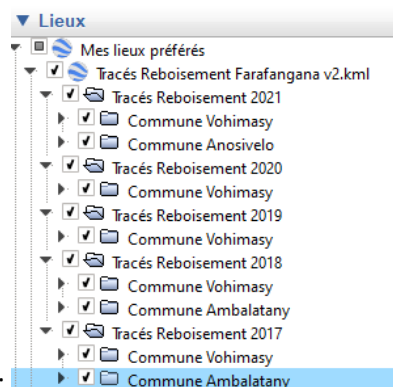 Lieux
Mes lieux préférés
Tracés Reboisement Farafangana v2.kml
Tracés Reboisement 2021
Commune Vohimasy
Commune Anosivelo
Tracés Reboisement 2020
Commune Vohimasy
Tracés Reboisement 2019
Commune Vohimasy
Tracés Reboisement 2018
Commune Vohimasy
Commune Ambalatany
Tracés Reboisement 2017
Commune Vohimasy
Commune Ambalatany